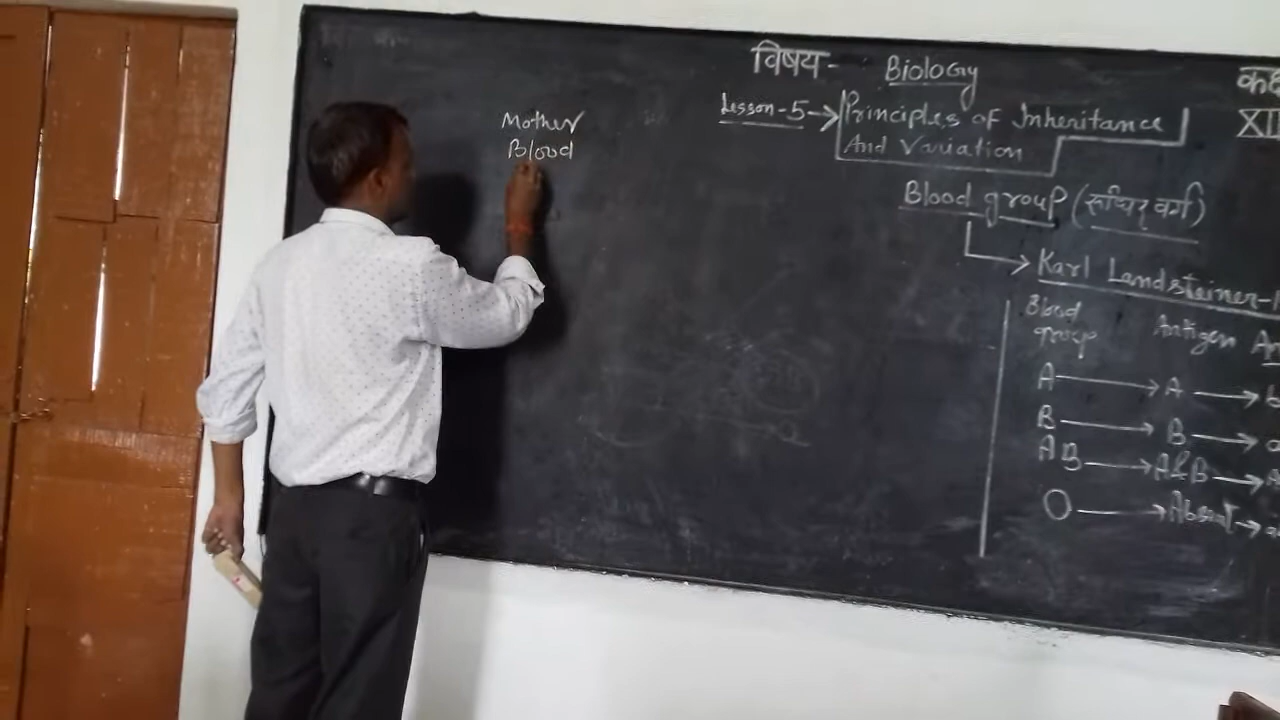 Mother
Blood
विषय- Biology
कक्ष
XII
Lesson-5→ Principles of Inheritance
And Variation
Blood group (रूधिर वर्ग)
Karl Landsteiner-
Blood
group
Antigen
An
A → A →
B → B →
AB → A&B → A
O → Absent → a